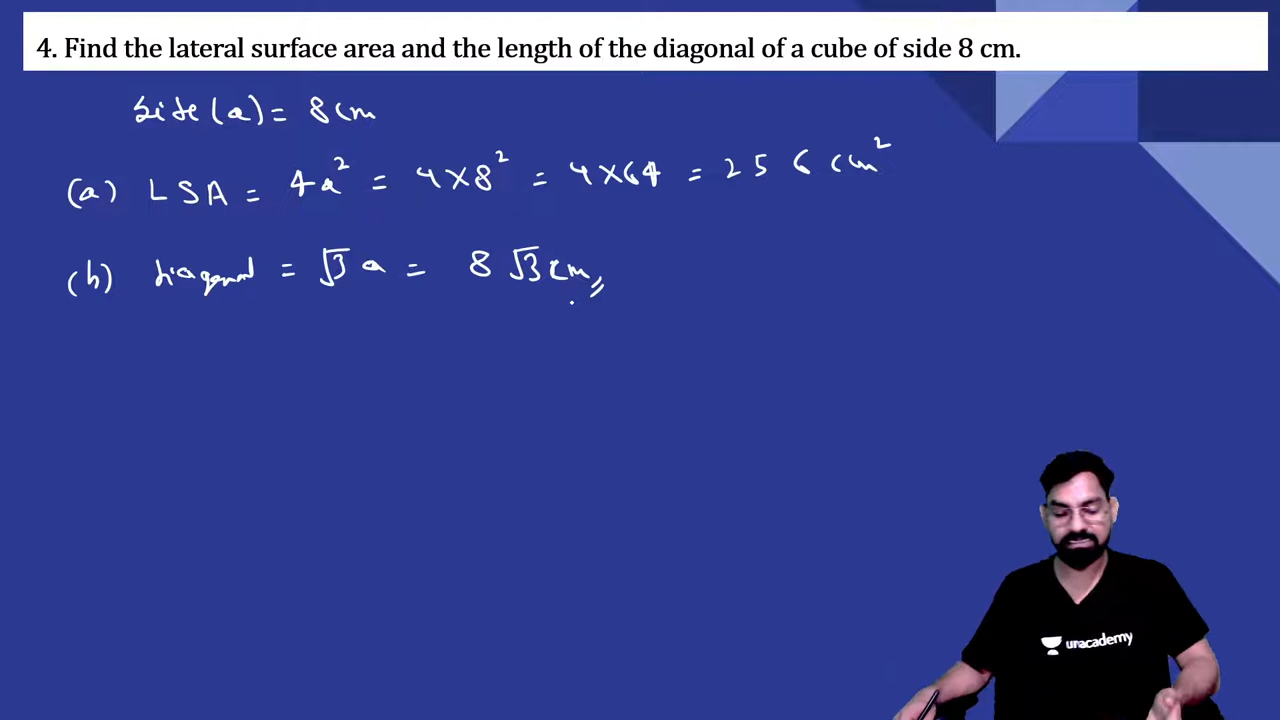 4. Find the lateral surface area and the length of the diagonal of a cube of side 8 cm.
Side (a) = 8 cm
(a) LSA = 4a² = 4×8² = 4×64 = 256 cm²
(b) Diagonal = √3 a = 8√3 cm
unacademy